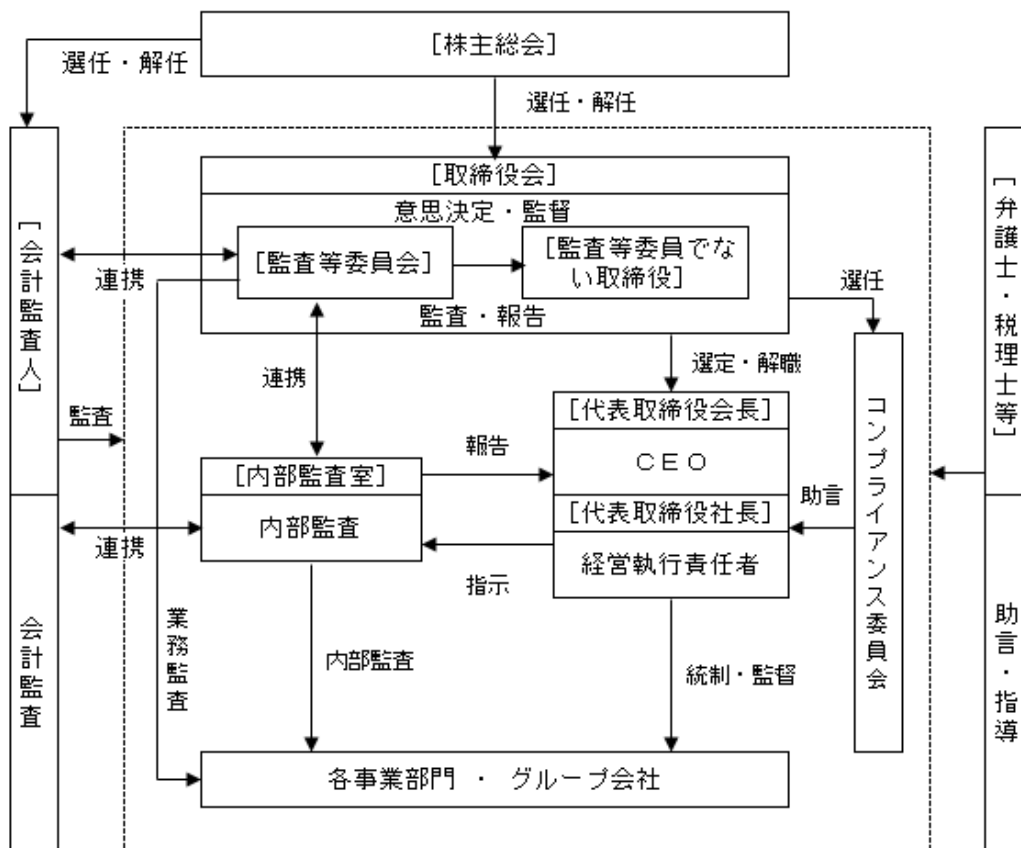 [株主総会]
選任・解任
選任・解任
[取締役会]
意思決定・監督
[監査等委員会]
[監査等委員でな
い取締役]
監査・報告
[会計監査人]
連携
[弁護士・税理士等]
選任
連携
選定・解職
監査
[代表取締役会長]
CEO
報告
[内部監査室]
内部監査
[代表取締役社長]
経営執行責任者
助言
コンプライアンス委員会
連携
指示
会計監査
業務監査
内部監査
統制・監督
助言・指導
各事業部門 ・ グループ会社